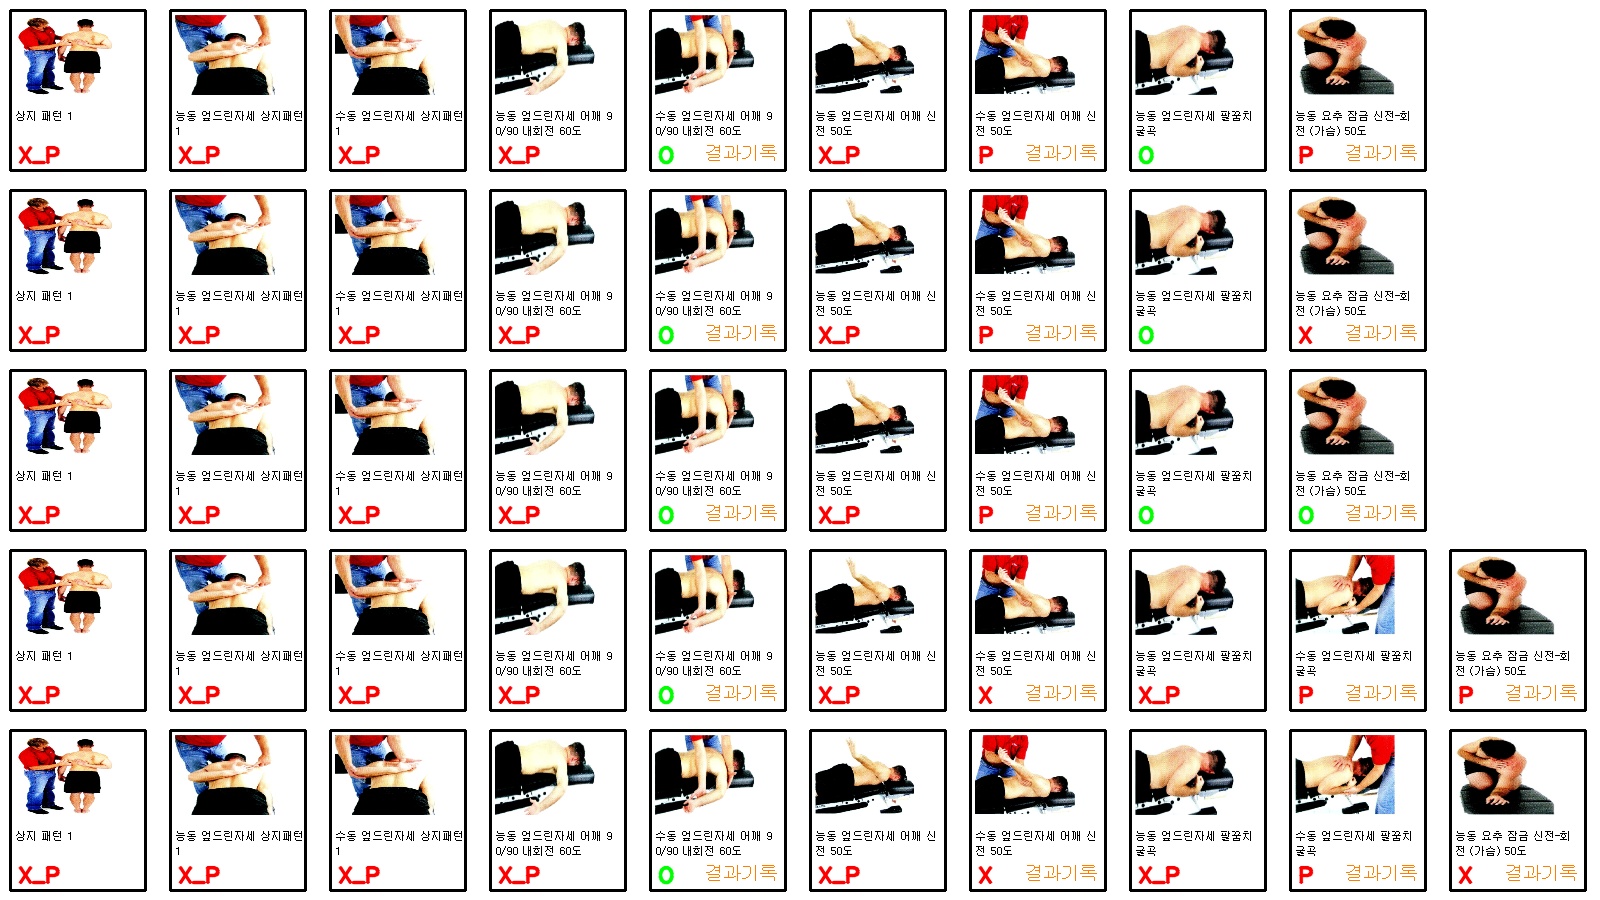 상지 패턴 1
X_P
능동 엎드린자세 상지패턴
1
X_P
수동 엎드린자세 상지패턴
1
X_P
능동 엎드린자세 어깨 9
0/90 내회전 60도
X_P
수동 엎드린자세 어깨 9
0/90 내회전 60도
O 결과기록
능동 엎드린자세 어깨 신
전 50도
X_P
수동 엎드린자세 어깨 신
전 50도
P 결과기록
능동 엎드린자세 팔꿈치
굴곡
O
능동 요추 잠금 신전-회
전 (가슴) 50도
P 결과기록
상지 패턴 1
X_P
능동 엎드린자세 상지패턴
1
X_P
수동 엎드린자세 상지패턴
1
X_P
능동 엎드린자세 어깨 9
0/90 내회전 60도
X_P
수동 엎드린자세 어깨 9
0/90 내회전 60도
O 결과기록
능동 엎드린자세 어깨 신
전 50도
X_P
수동 엎드린자세 어깨 신
전 50도
P 결과기록
능동 엎드린자세 팔꿈치
굴곡
O
능동 요추 잠금 신전-회
전 (가슴) 50도
X 결과기록
상지 패턴 1
X_P
능동 엎드린자세 상지패턴
1
X_P
수동 엎드린자세 상지패턴
1
X_P
능동 엎드린자세 어깨 9
0/90 내회전 60도
X_P
수동 엎드린자세 어깨 9
0/90 내회전 60도
O 결과기록
능동 엎드린자세 어깨 신
전 50도
X_P
수동 엎드린자세 어깨 신
전 50도
P 결과기록
능동 엎드린자세 팔꿈치
굴곡
O
능동 요추 잠금 신전-회
전 (가슴) 50도
O 결과기록
상지 패턴 1
X_P
능동 엎드린자세 상지패턴
1
X_P
수동 엎드린자세 상지패턴
1
X_P
능동 엎드린자세 어깨 9
0/90 내회전 60도
X_P
수동 엎드린자세 어깨 9
0/90 내회전 60도
O 결과기록
능동 엎드린자세 어깨 신
전 50도
X_P
수동 엎드린자세 어깨 신
전 50도
X 결과기록
능동 엎드린자세 팔꿈치
굴곡
X_P
수동 엎드린자세 팔꿈치
굴곡
P 결과기록
능동 요추 잠금 신전-회
전 (가슴) 50도
P 결과기록
상지 패턴 1
X_P
능동 엎드린자세 상지패턴
1
X_P
수동 엎드린자세 상지패턴
1
X_P
능동 엎드린자세 어깨 9
0/90 내회전 60도
X_P
수동 엎드린자세 어깨 9
0/90 내회전 60도
O 결과기록
능동 엎드린자세 어깨 신
전 50도
X_P
수동 엎드린자세 어깨 신
전 50도
X 결과기록
능동 엎드린자세 팔꿈치
굴곡
X_P
수동 엎드린자세 팔꿈치
굴곡
P 결과기록
능동 요추 잠금 신전-회
전 (가슴) 50도
X 결과기록